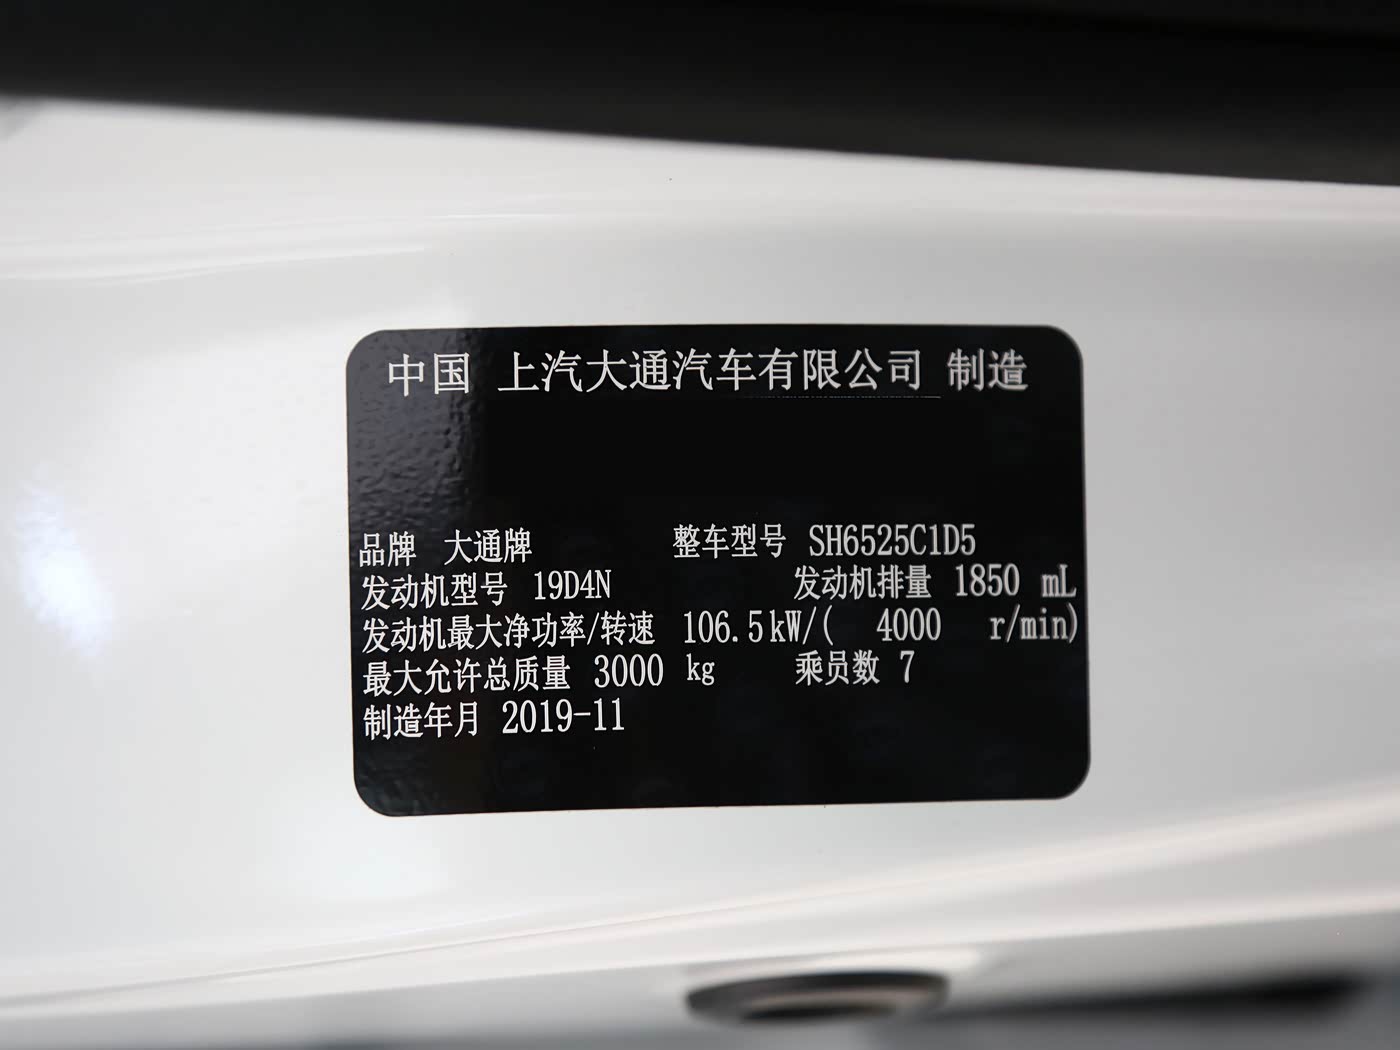 中国 上汽大通汽车有限公司 制造
品牌 大通牌 整车型号 SH6525C1D5
发动机型号 19D4N 发动机排量 1850 mL
发动机最大净功率/转速 106.5kW/( 4000 r/min)
最大允许总质量 3000 kg 乘员数 7
制造年月 2019-11